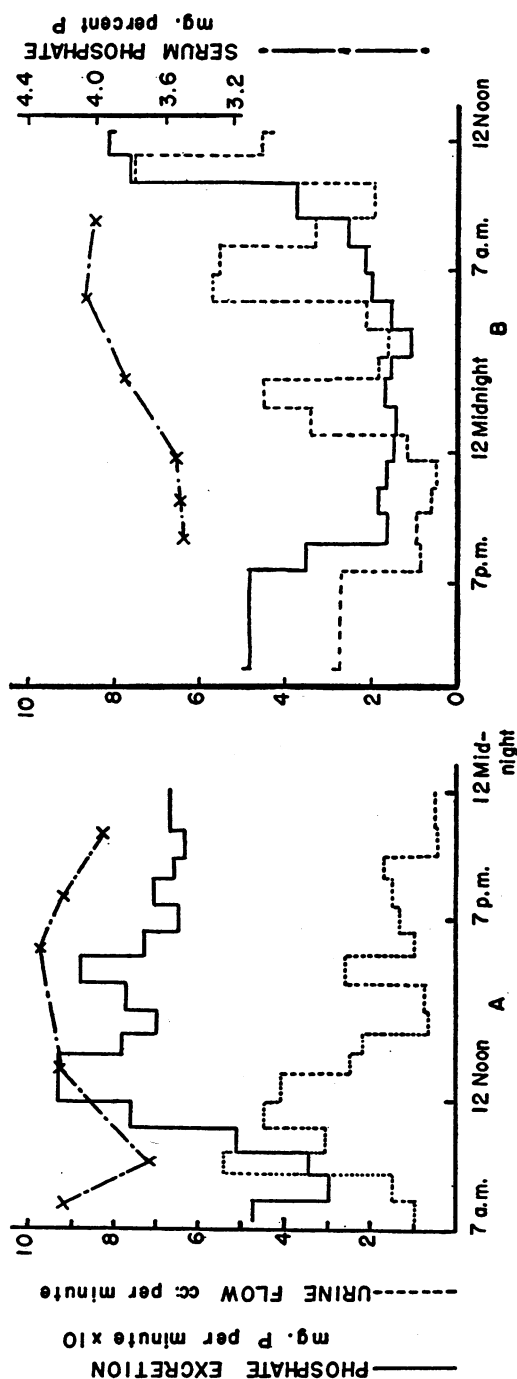 PHOSPHATE EXCRETION
mg. P per minute x 10
URINE FLOW cc. per minute
10
8
6
4
2
7 a.m.
12 Noon
7 p.m.
12 Mid-
night
A
10
8
6
4
2
0
7 p.m.
12 Midnight
7 a.m.
12 Noon
B
4.4
4.0
3.6
3.2
SERUM PHOSPHATE
mg. percent P